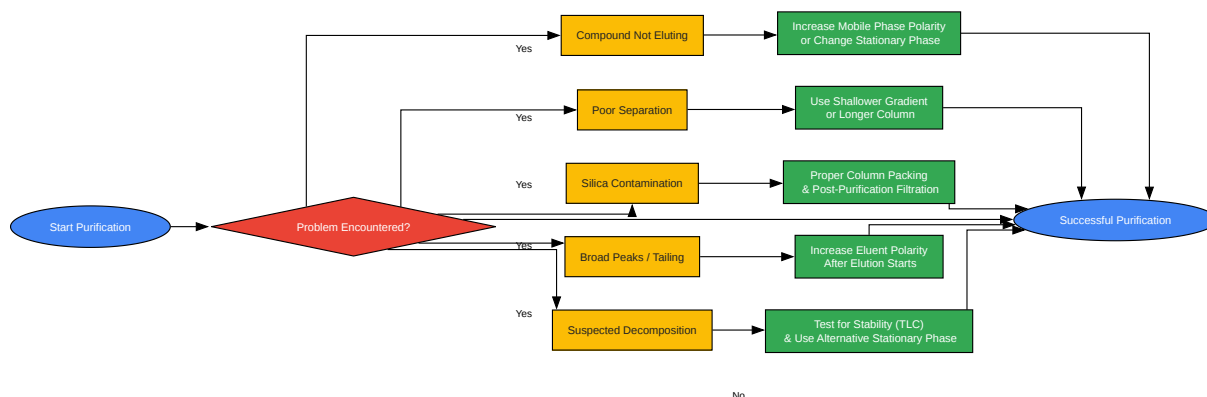 Compound Not Eluting
Increase Mobile Phase Polarity
or Change Stationary Phase
Yes
Poor Separation
Use Shallower Gradient
or Longer Column
Yes
Silica Contamination
Proper Column Packing
& Post-Purification Filtration
Yes
Start Purification
Problem Encountered?
Successful Purification
Yes
Broad Peaks / Tailing
Increase Eluent Polarity
After Elution Starts
Yes
Suspected Decomposition
Test for Stability (TLC)
& Use Alternative Stationary Phase
No